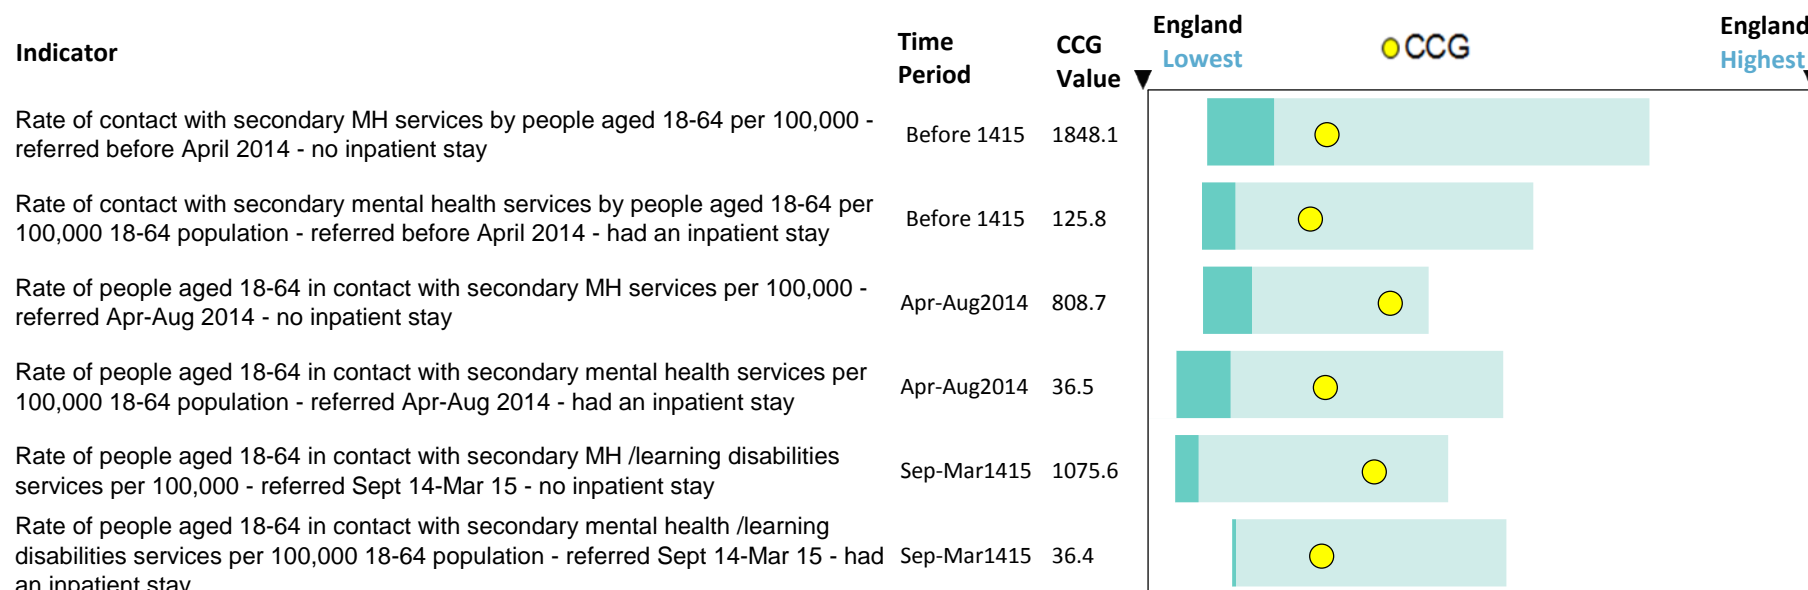 Indicator
Time Period
CCG Value
England Lowest
CCG
England Highest
Rate of contact with secondary MH services by people aged 18-64 per 100,000 -
referred before April 2014 - no inpatient stay
Before 1415 1848.1
Rate of contact with secondary mental health services by people aged 18-64 per
100,000 18-64 population - referred before April 2014 - had an inpatient stay
Before 1415 125.8
Rate of people aged 18-64 in contact with secondary MH services per 100,000 -
referred Apr-Aug 2014 - no inpatient stay
Apr-Aug2014 808.7
Rate of people aged 18-64 in contact with secondary mental health services per
100,000 18-64 population - referred Apr-Aug 2014 - had an inpatient stay
Apr-Aug2014 36.5
Rate of people aged 18-64 in contact with secondary MH /learning disabilities
services per 100,000 - referred Sept 14-Mar 15 - no inpatient stay
Sep-Mar1415 1075.6
Rate of people aged 18-64 in contact with secondary mental health /learning
disabilities services per 100,000 18-64 population - referred Sept 14-Mar 15 - had
an inpatient stay
Sep-Mar1415 36.4